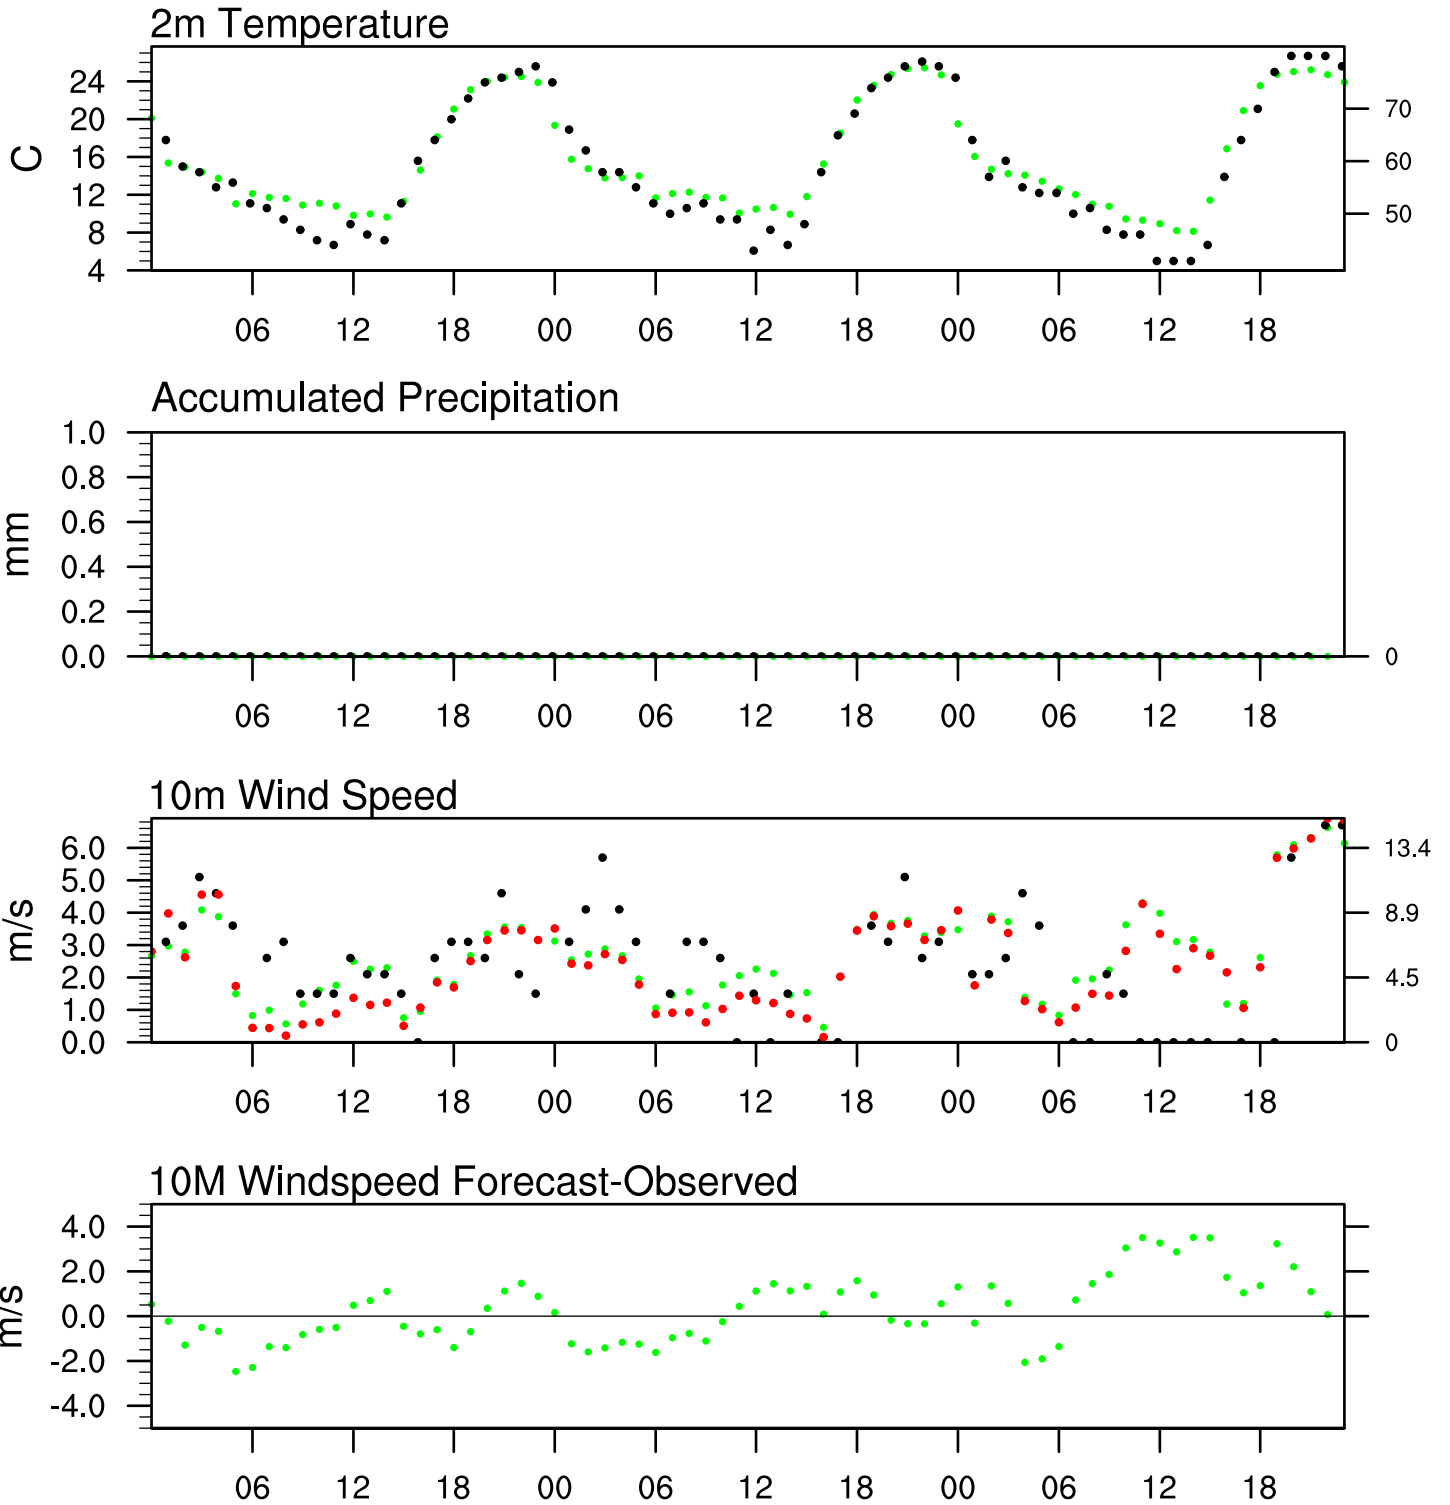 2m Temperature
24
20
16
12
8
4
C
70
60
50
06 12 18 00 06 12 18 00 06 12 18
Accumulated Precipitation
1.0
0.8
0.6
0.4
0.2
0.0
mm
0
06 12 18 00 06 12 18 00 06 12 18
10m Wind Speed
6.0
5.0
4.0
3.0
2.0
1.0
0.0
m/s
13.4
8.9
4.5
0
06 12 18 00 06 12 18 00 06 12 18
10M Windspeed Forecast-Observed
4.0
2.0
0.0
-2.0
-4.0
m/s
06 12 18 00 06 12 18 00 06 12 18